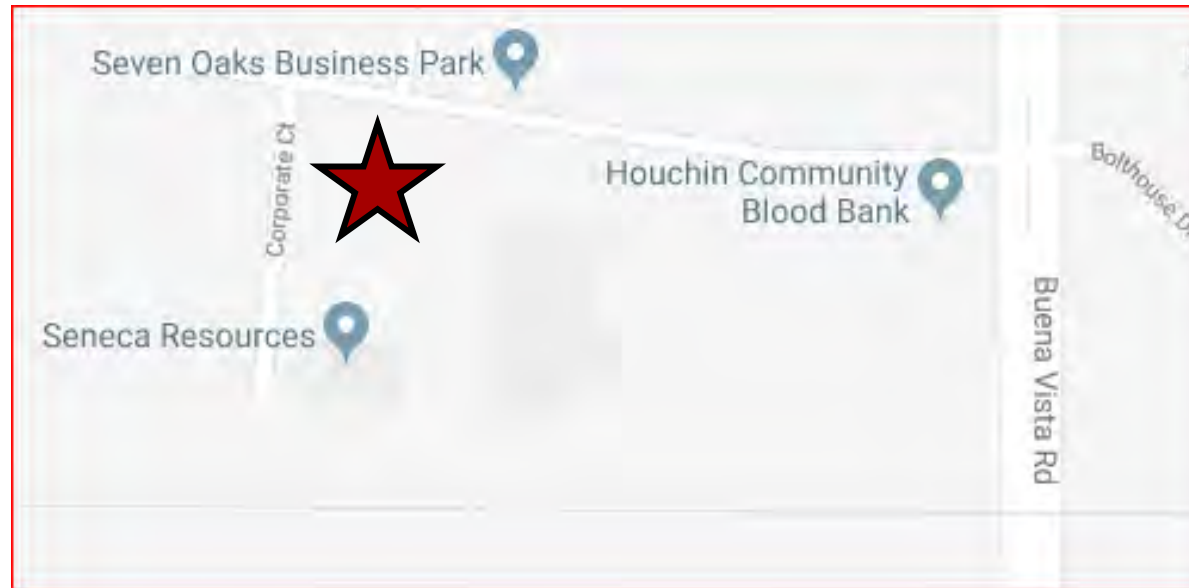 Seven Oaks Business Park
Corporate Ct
Houchin Community
Blood Bank
Bolthouse D
Seneca Resources
Buena Vista Rd